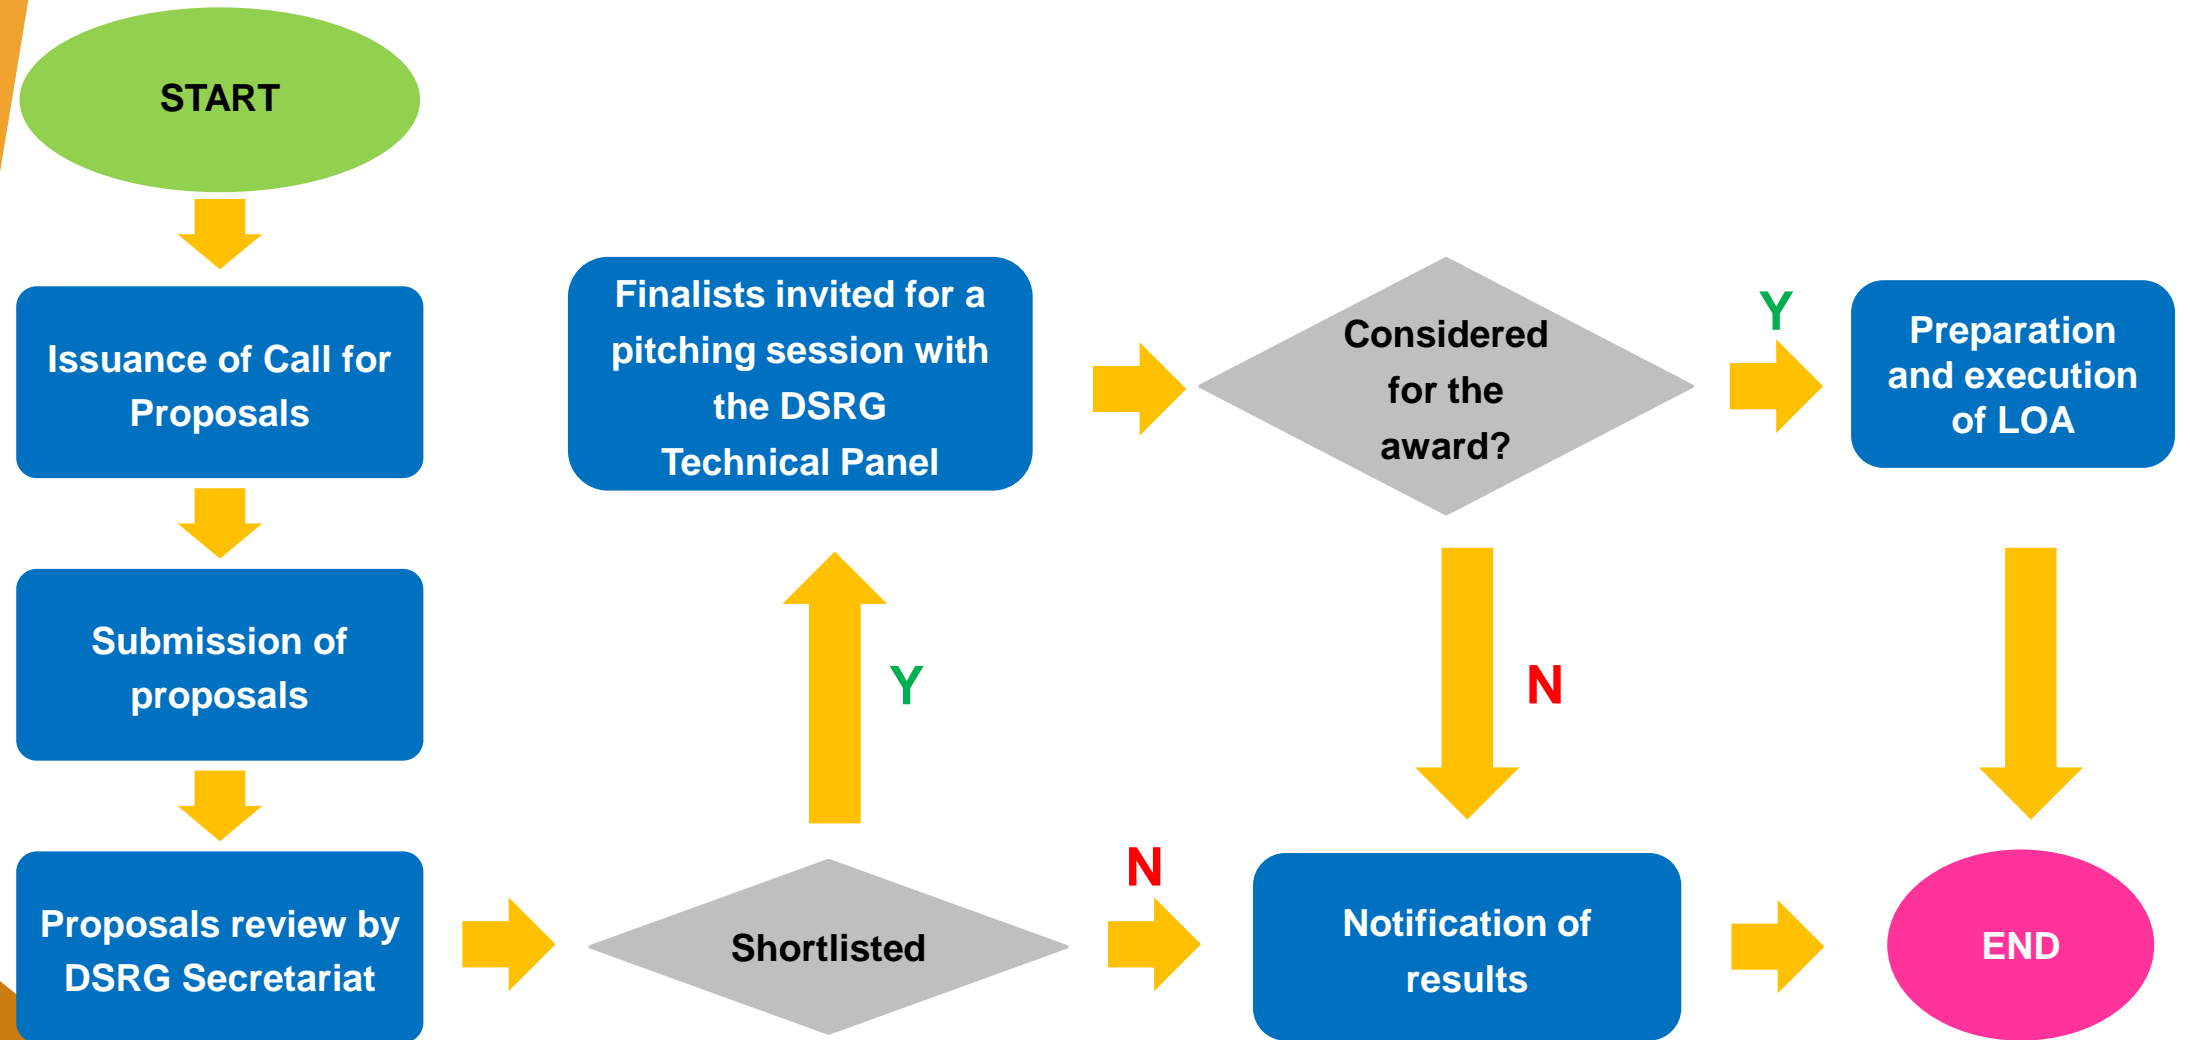 START
Issuance of Call for
Proposals
Submission of
proposals
Proposals review by
DSRG Secretariat
Shortlisted
Y
N
Finalists invited for a
pitching session with
the DSRG
Technical Panel
Considered
for the
award?
Y
N
Preparation
and execution
of LOA
Notification of
results
END